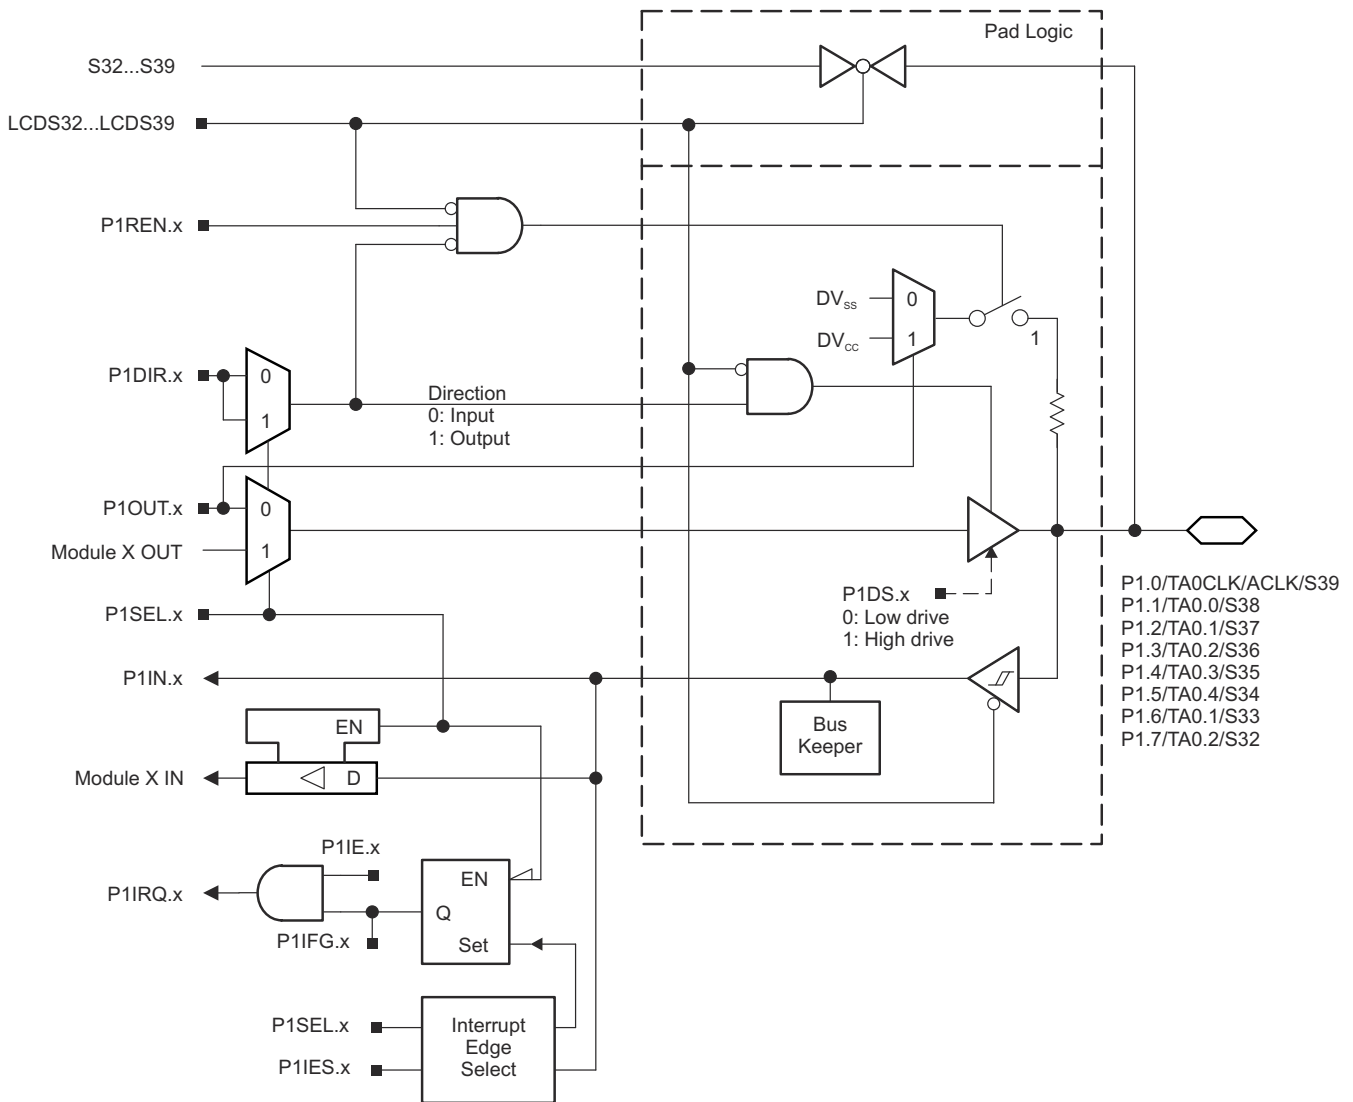 Pad Logic
S32...S39
LCDS32...LCDS39
P1REN.x
DVSS
0
DVCC
1
1
P1DIR.x
0
1
Direction
0: Input
1: Output
P1OUT.x
0
Module X OUT
1
P1SEL.x
P1DS.x
0: Low drive
1: High drive
P1.0/TA0CLK/ACLK/S39
P1.1/TA0.0/S38
P1.2/TA0.1/S37
P1.3/TA0.2/S36
P1.4/TA0.3/S35
P1.5/TA0.4/S34
P1.6/TA0.1/S33
P1.7/TA0.2/S32
P1IN.x
Bus
Keeper
EN
Module X IN
D
P1IE.x
EN
P1IRQ.x
Q
P1IFG.x
Set
P1SEL.x
P1IES.x
Interrupt
Edge
Select